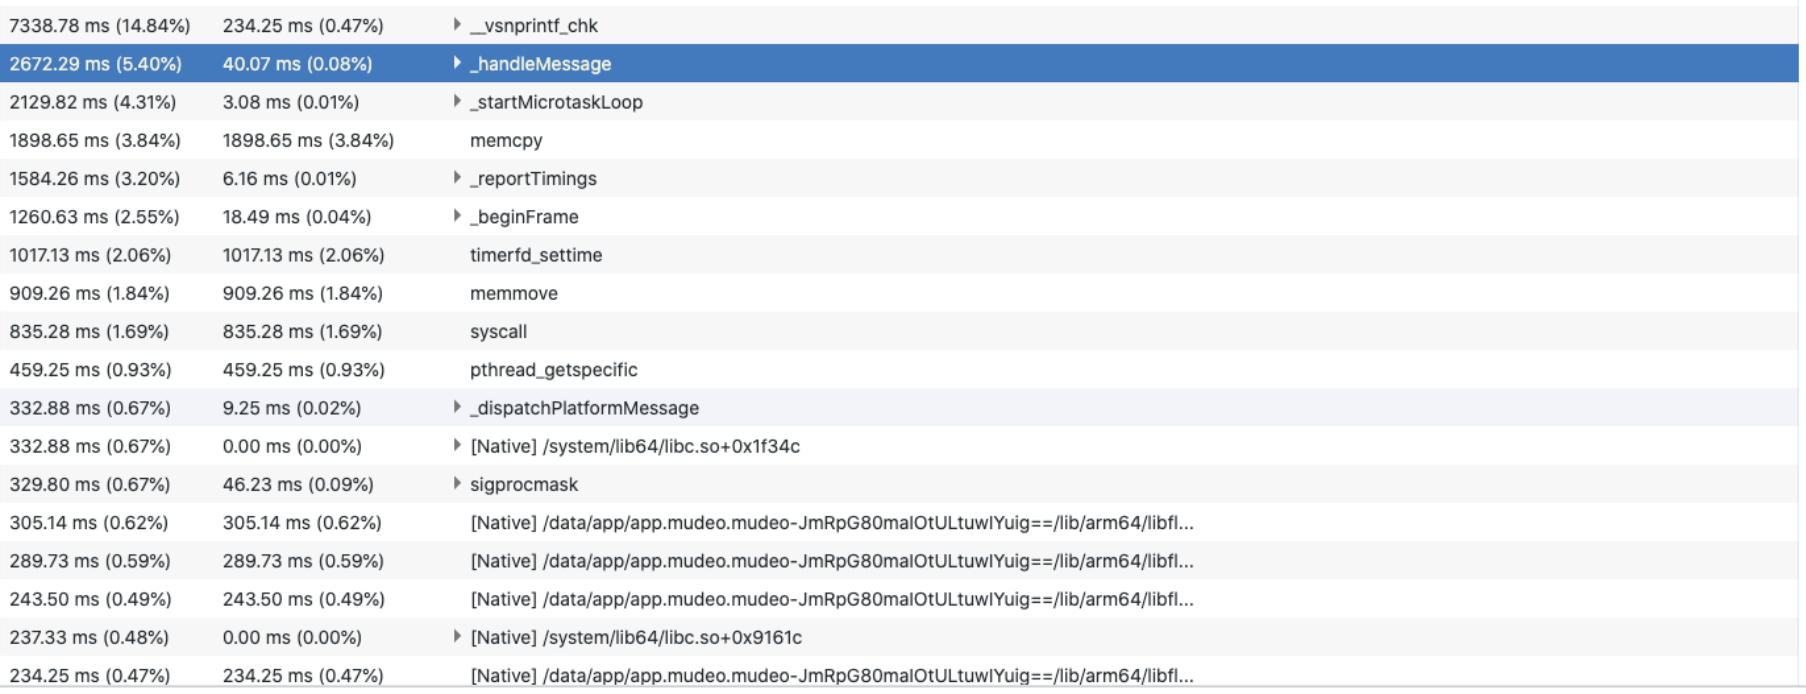 7338.78 ms (14.84%) 234.25 ms (0.47%) __vsnprintf_chk
2672.29 ms (5.40%) 40.07 ms (0.08%) _handleMessage
2129.82 ms (4.31%) 3.08 ms (0.01%) _startMicrotaskLoop
1898.65 ms (3.84%) 1898.65 ms (3.84%) memcpy
1584.26 ms (3.20%) 6.16 ms (0.01%) _reportTimings
1260.63 ms (2.55%) 18.49 ms (0.04%) _beginFrame
1017.13 ms (2.06%) 1017.13 ms (2.06%) timerfd_settime
909.26 ms (1.84%) 909.26 ms (1.84%) memmove
835.28 ms (1.69%) 835.28 ms (1.69%) syscall
459.25 ms (0.93%) 459.25 ms (0.93%) pthread_getspecific
332.88 ms (0.67%) 9.25 ms (0.02%) _dispatchPlatformMessage
332.88 ms (0.67%) 0.00 ms (0.00%) [Native] /system/lib64/libc.so+0x1f34c
329.80 ms (0.67%) 46.23 ms (0.09%) sigprocmask
305.14 ms (0.62%) 305.14 ms (0.62%) [Native] /data/app/app.mudeo.mudeo-JmRpG80malOtULtuwlYuig==/lib/arm64/libfl...
289.73 ms (0.59%) 289.73 ms (0.59%) [Native] /data/app/app.mudeo.mudeo-JmRpG80malOtULtuwlYuig==/lib/arm64/libfl...
243.50 ms (0.49%) 243.50 ms (0.49%) [Native] /data/app/app.mudeo.mudeo-JmRpG80malOtULtuwlYuig==/lib/arm64/libfl...
237.33 ms (0.48%) 0.00 ms (0.00%) [Native] /system/lib64/libc.so+0x9161c
234.25 ms (0.47%) 234.25 ms (0.47%) [Native] /data/app/app.mudeo.mudeo-JmRpG80malOtULtuwlYuig==/lib/arm64/libfl...